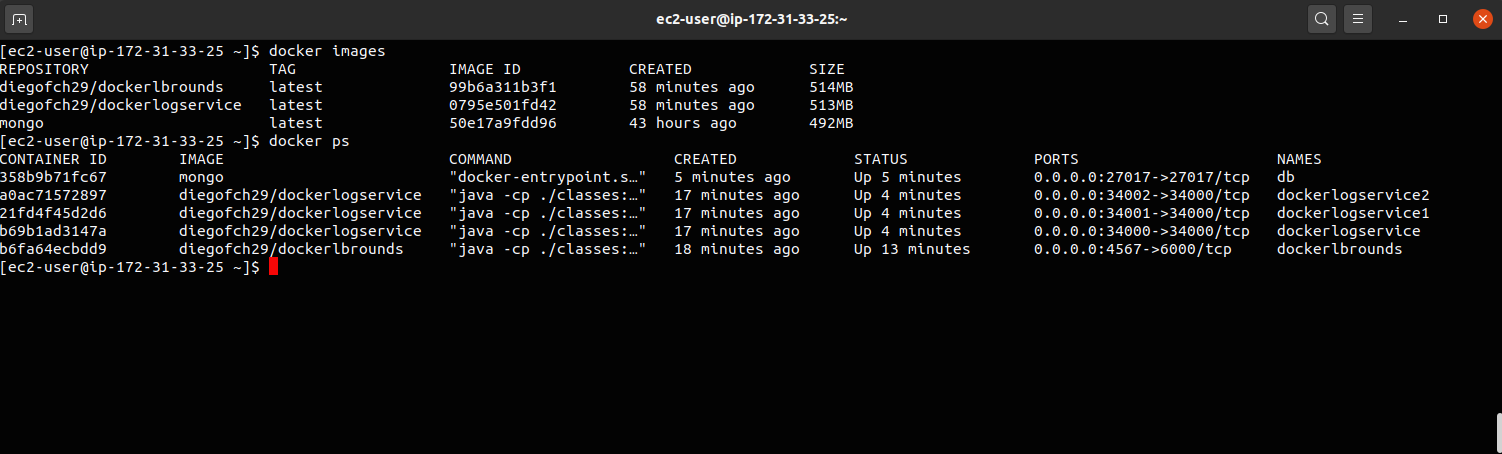 ec2-user@ip-172-31-33-25:~
[ec2-user@ip-172-31-33-25 ~]$ docker images
REPOSITORY TAG IMAGE ID CREATED SIZE
diegofch29/dockerlbrounds latest 99b6a311b3f1 58 minutes ago 514MB
diegofch29/dockerlogservice latest 0795e501fd42 58 minutes ago 513MB
mongo latest 50e17a9fdd96 43 hours ago 492MB
[ec2-user@ip-172-31-33-25 ~]$ docker ps
CONTAINER ID IMAGE COMMAND CREATED STATUS PORTS NAMES
358b9b71fc67 mongo "docker-entrypoint.s…" 5 minutes ago Up 5 minutes 0.0.0.0:27017->27017/tcp db
a0ac71572897 diegofch29/dockerlogservice "java -cp ./classes:…" 17 minutes ago Up 4 minutes 0.0.0.0:34002->34000/tcp dockerlogservice2
21fd4f45d2d6 diegofch29/dockerlogservice "java -cp ./classes:…" 17 minutes ago Up 4 minutes 0.0.0.0:34001->34000/tcp dockerlogservice1
b69b1ad3147a diegofch29/dockerlogservice "java -cp ./classes:…" 17 minutes ago Up 4 minutes 0.0.0.0:34000->34000/tcp dockerlogservice
b6fa64ecbdd9 diegofch29/dockerlbrounds "java -cp ./classes:…" 18 minutes ago Up 13 minutes 0.0.0.0:4567->6000/tcp dockerlbrounds
[ec2-user@ip-172-31-33-25 ~]$